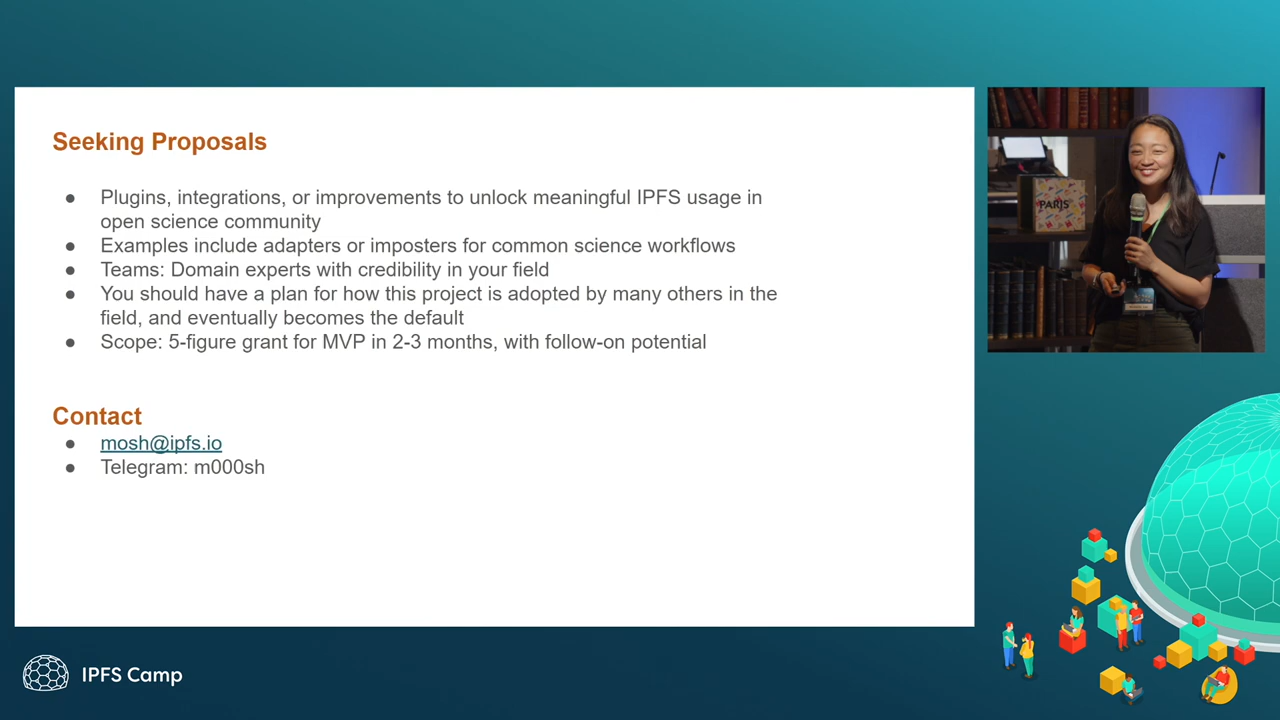 Seeking Proposals
● Plugins, integrations, or improvements to unlock meaningful IPFS usage in
open science community
● Examples include adapters or imposters for common science workflows
● Teams: Domain experts with credibility in your field
● You should have a plan for how this project is adopted by many others in the
field, and eventually becomes the default
● Scope: 5-figure grant for MVP in 2-3 months, with follow-on potential
Contact
● mosh@ipfs.io
● Telegram: m000sh
PARIS
IPFS Camp